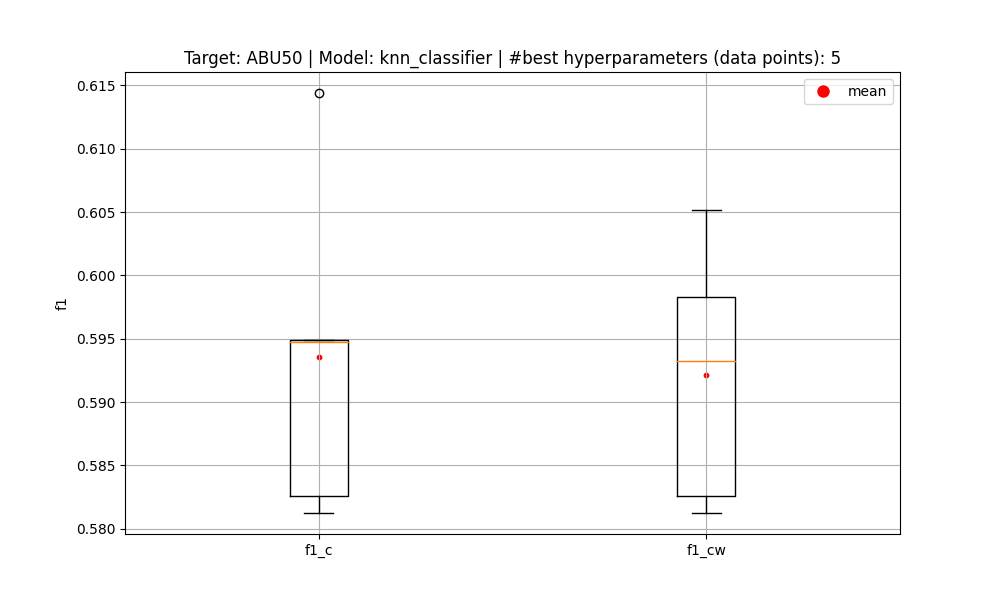 Target: ABU50 | Model: knn_classifier | #best hyperparameters (data points): 5
mean
0.615
0.610
0.605
0.600
0.595
0.590
0.585
0.580
f1
f1_c
f1_cw